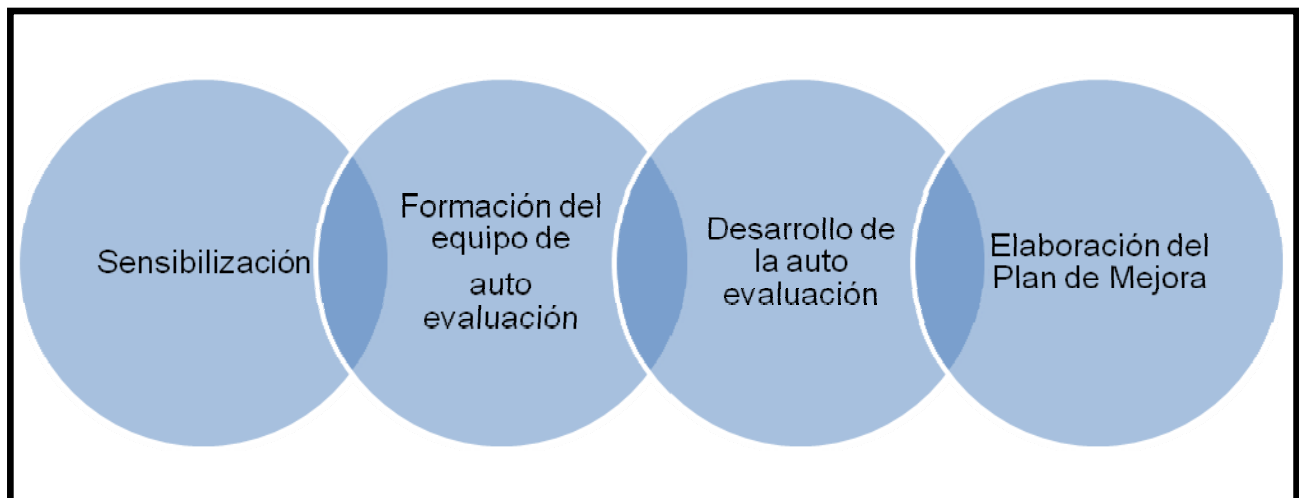 Sensibilización
Formación del
equipo de
auto
evaluación
Desarrollo de
la auto
evaluación
Elaboración del
Plan de Mejora